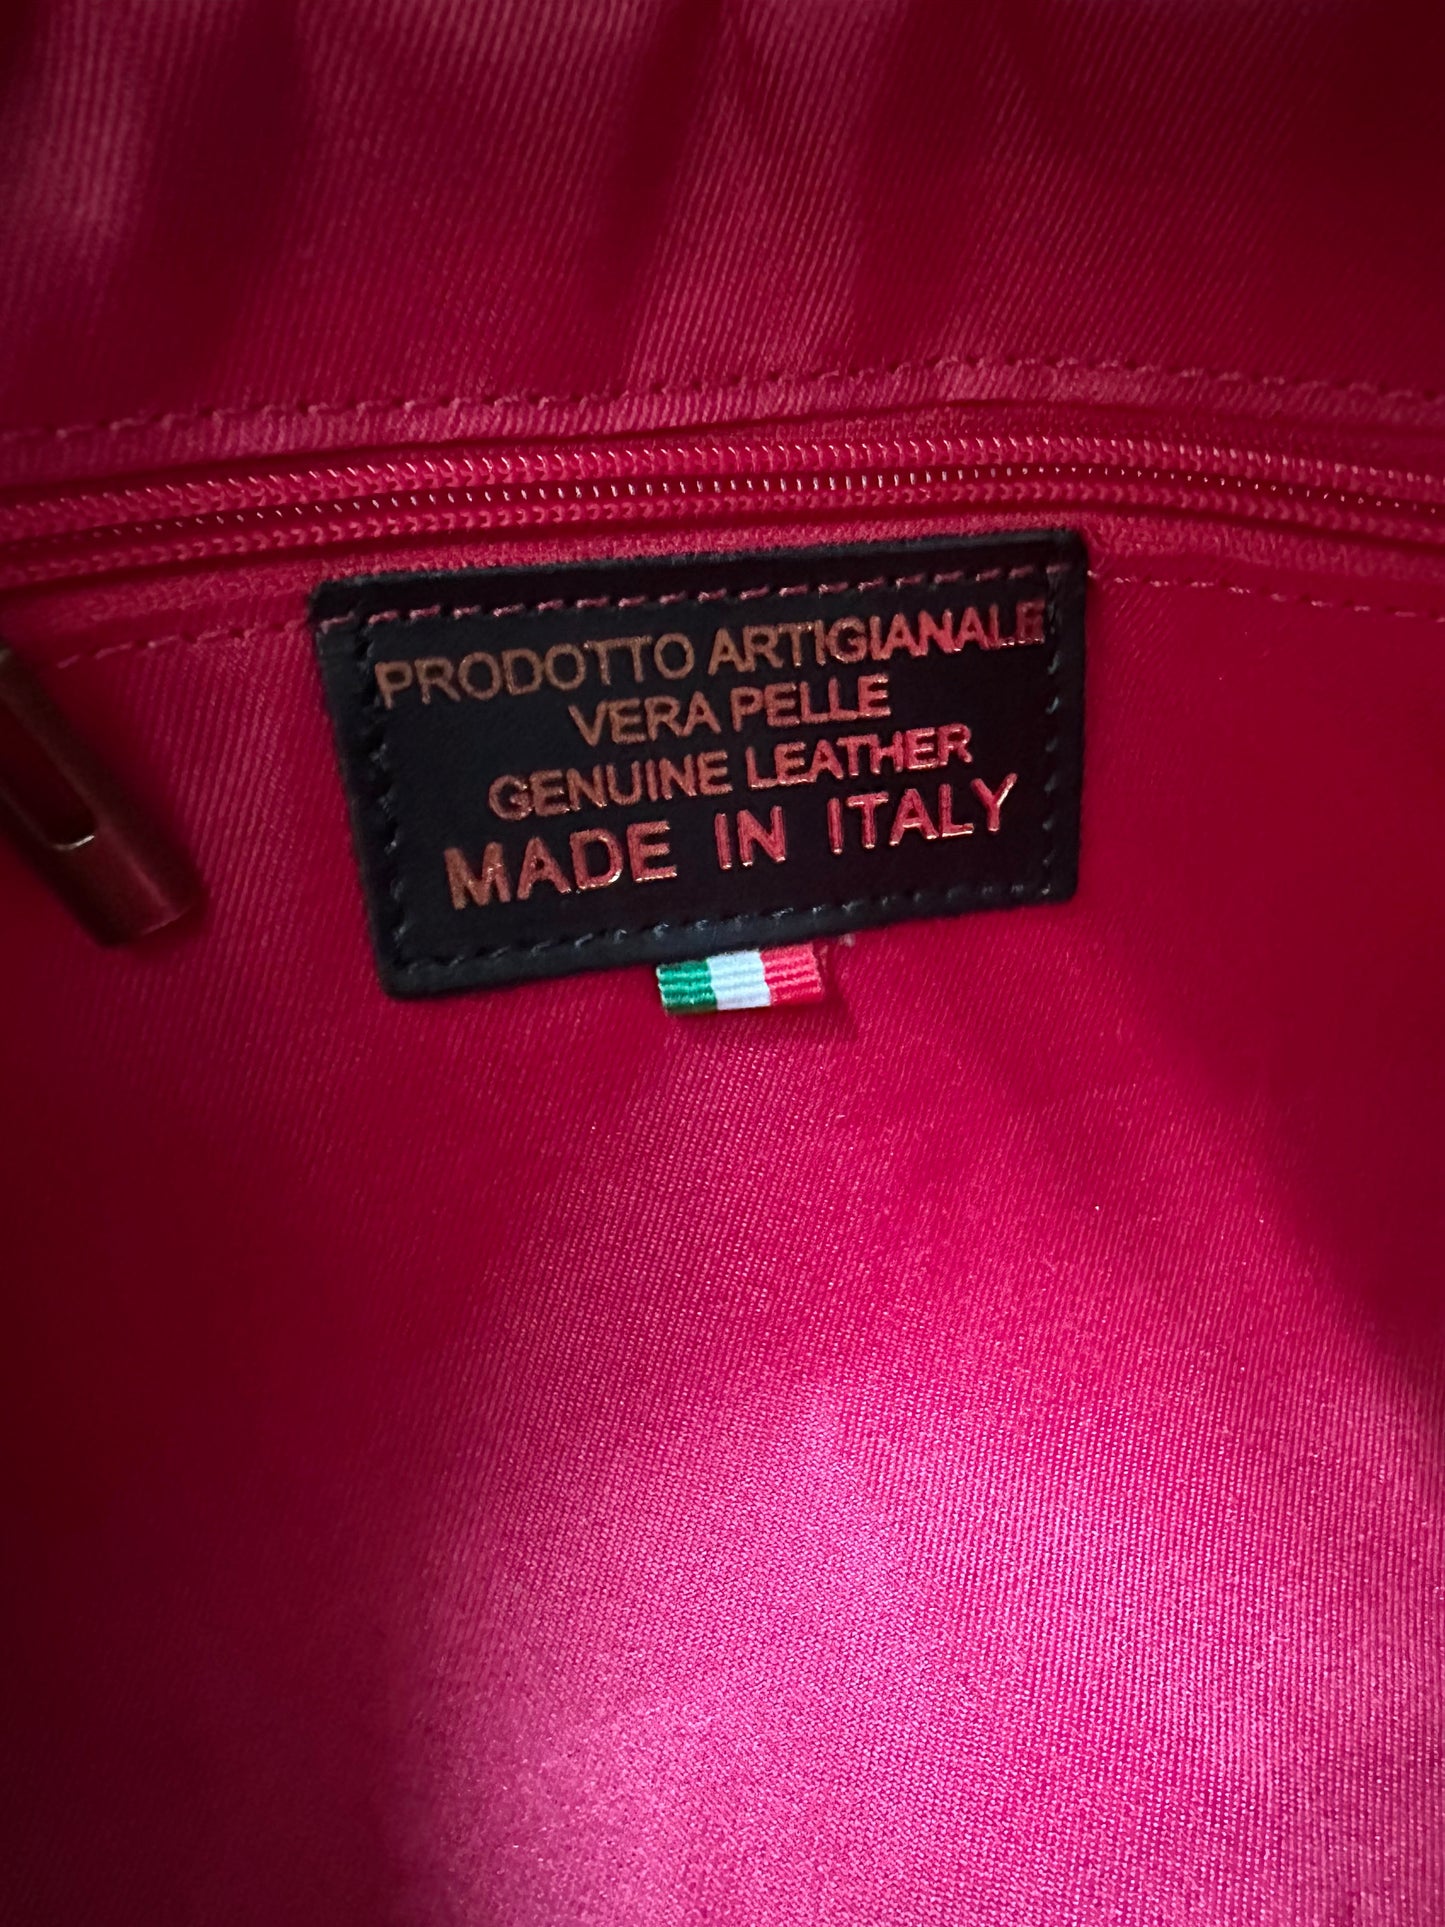 PRODOTTO ARTIGIANALE
VERA PELLE
GENUINE LEATHER
MADE IN ITALY